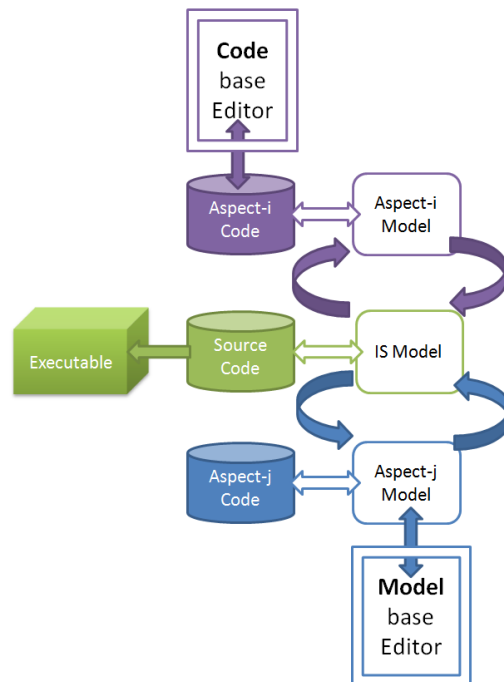 Code
base
Editor
Aspect-i
Code
Aspect-i
Model
Executable
Source
Code
IS Model
Aspect-j
Code
Aspect-j
Model
Model
base
Editor